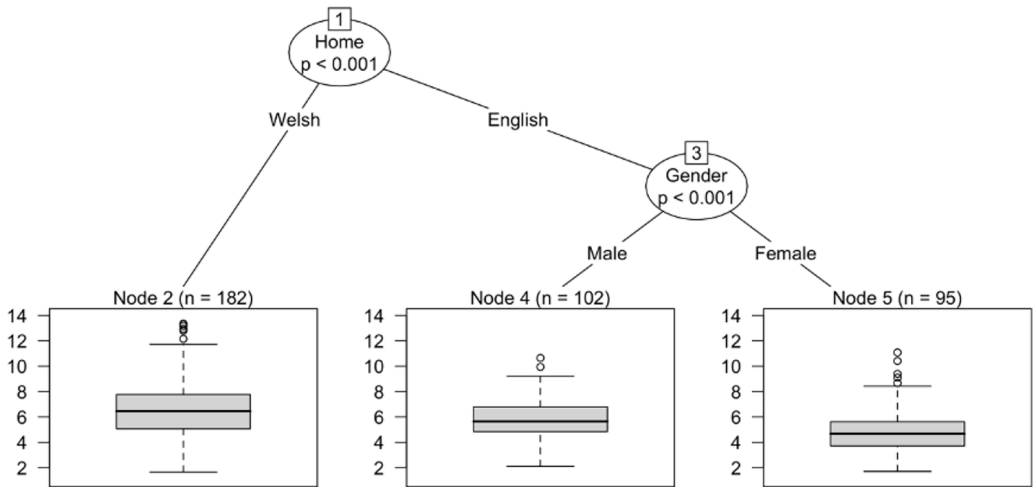 1
Home
p < 0.001
Welsh
English
3
Gender
p < 0.001
Male
Female
Node 2 (n = 182)
14
12
10
8
6
4
2
Node 4 (n = 102)
14
12
10
8
6
4
2
Node 5 (n = 95)
14
12
10
8
6
4
2